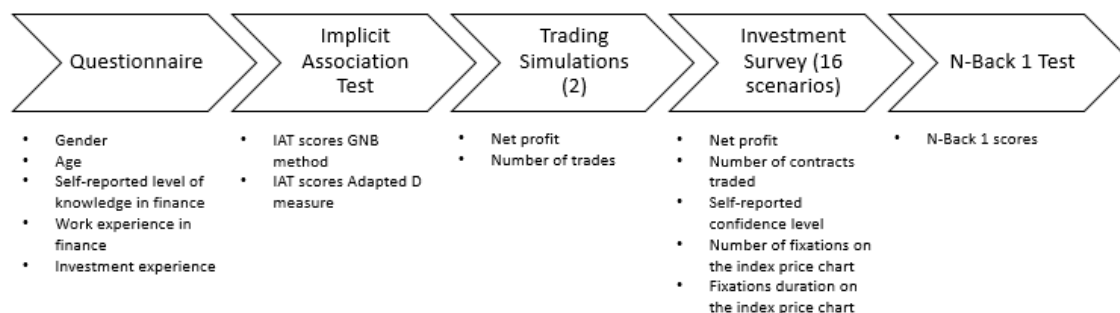 Questionnaire
Implicit
Association
Test
Trading
Simulations
(2)
Investment
Survey (16
scenarios)
N-Back 1 Test
• Gender
• Age
• Self-reported level of
knowledge in finance
• Work experience in
finance
• Investment experience
• IAT scores GNB
method
• IAT scores Adapted D
measure
• Net profit
• Number of trades
• Net profit
• Number of contracts
traded
• Self-reported
confidence level
• Number of fixations on
the index price chart
• Fixations duration on
the index price chart
• N-Back 1 scores